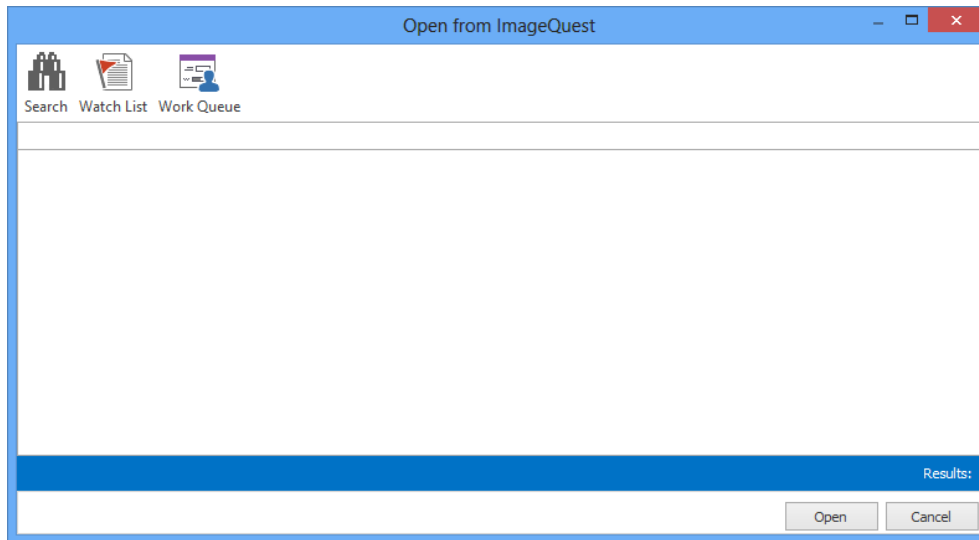 Open from ImageQuest
Search Watch List Work Queue
Results:
Open Cancel